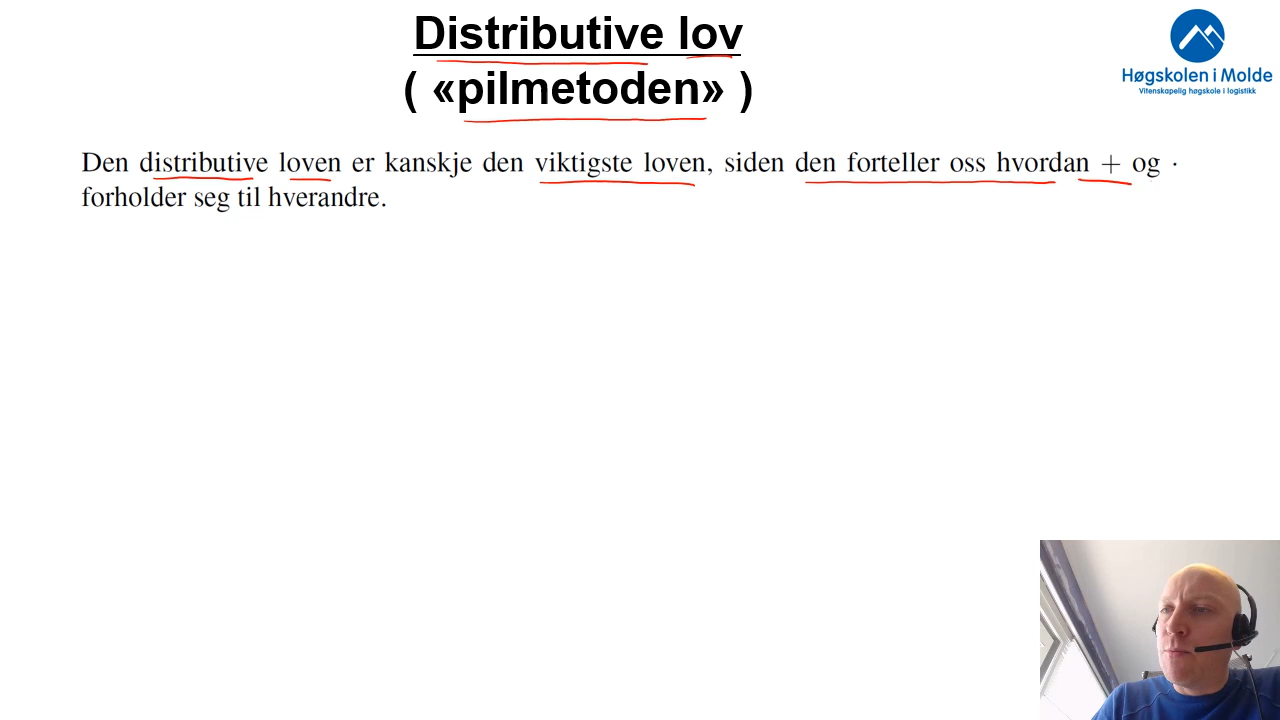 Distributive lov
( «pilmetoden» )
Høgskolen i Molde
Vitenskapelig høgskole i logistikk
Den distributive loven er kanskje den viktigste loven, siden den forteller oss hvordan + og ·
forholder seg til hverandre.